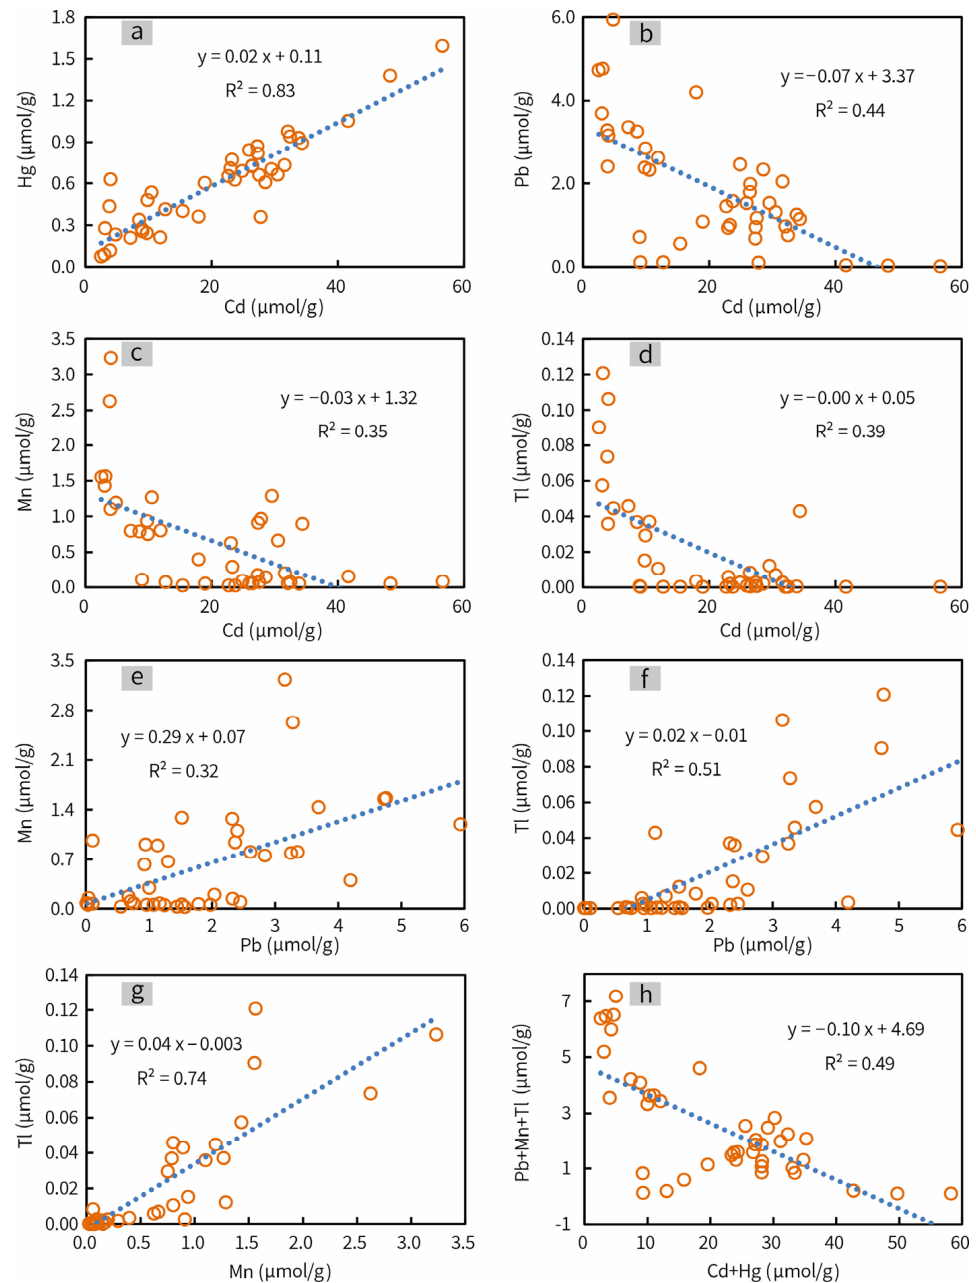 a
y = 0.02 x + 0.11
R² = 0.83
Hg (μmol/g)
1.8
1.5
1.2
0.9
0.6
0.3
0.0
0
20
40
60
Cd (μmol/g)
b
y = −0.07 x + 3.37
R² = 0.44
Pb (μmol/g)
6.0
4.0
2.0
0.0
0
20
40
60
Cd (μmol/g)
c
y = −0.03 x + 1.32
R² = 0.35
Mn (μmol/g)
3.5
3.0
2.5
2.0
1.5
1.0
0.5
0.0
0
20
40
60
Cd (μmol/g)
d
y = −0.00 x + 0.05
R² = 0.39
Tl (μmol/g)
0.14
0.12
0.10
0.08
0.06
0.04
0.02
0.00
0
20
40
60
Cd (μmol/g)
e
y = 0.29 x + 0.07
R² = 0.32
Mn (μmol/g)
3.5
2.8
2.1
1.4
0.7
0.0
0
1
2
3
4
5
6
Pb (μmol/g)
f
y = 0.02 x − 0.01
R² = 0.51
Tl (μmol/g)
0.14
0.12
0.10
0.08
0.06
0.04
0.02
0.00
0
1
2
3
4
5
6
Pb (μmol/g)
g
y = 0.04 x − 0.003
R² = 0.74
Tl (μmol/g)
0.14
0.12
0.10
0.08
0.06
0.04
0.02
0.00
0.0
0.5
1.0
1.5
2.0
2.5
3.0
3.5
Mn (μmol/g)
h
y = −0.10 x + 4.69
R² = 0.49
Pb+Mn+Tl (μmol/g)
7
5
3
1
-1
0
10
20
30
40
50
60
Cd+Hg (μmol/g)